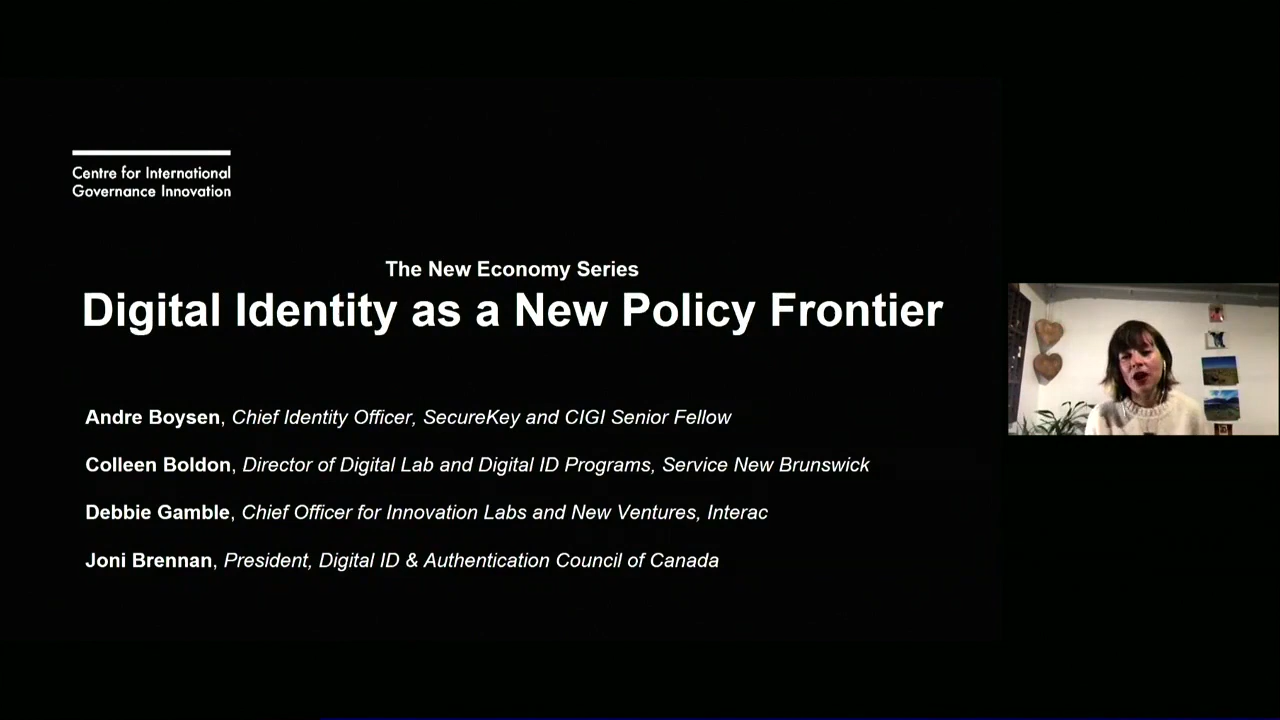 Centre for International
Governance Innovation
The New Economy Series
Digital Identity as a New Policy Frontier
Andre Boysen, Chief Identity Officer, SecureKey and CIGI Senior Fellow
Colleen Boldon, Director of Digital Lab and Digital ID Programs, Service New Brunswick
Debbie Gamble, Chief Officer for Innovation Labs and New Ventures, Interac
Joni Brennan, President, Digital ID & Authentication Council of Canada